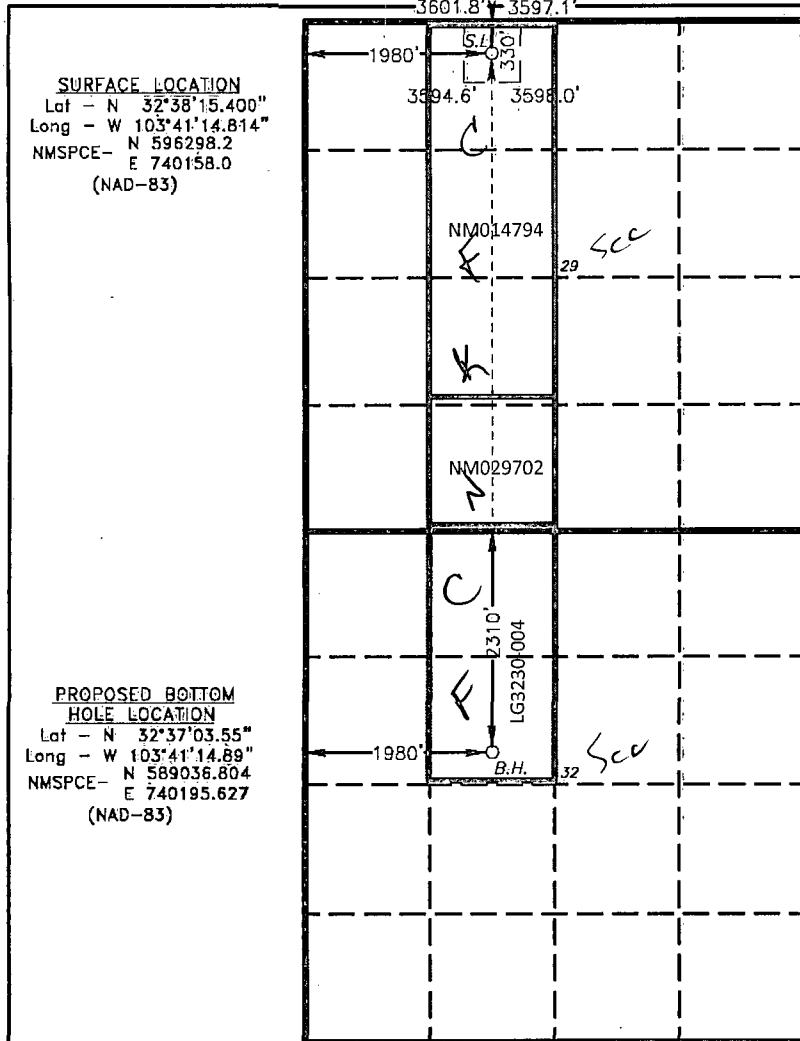 3601.8' 3597.1'
1980'
S.L.
330'
3594.6' 3598.0'
SURFACE LOCATION
Lat - N 32°38'15.400"
Long - W 103°41'14.814"
NMSPCE- N 596298.2
E 740158.0
(NAD-83)
C
NM014794
F
29
K
NM029702
N
C
2310'
LG3230-004
F
PROPOSED BOTTOM
HOLE LOCATION
Lat - N 32°37'03.55"
Long - W 103°41'14.89"
NMSPCE- N 589036.804
E 740195.627
(NAD-83)
1980'
B.H.
32